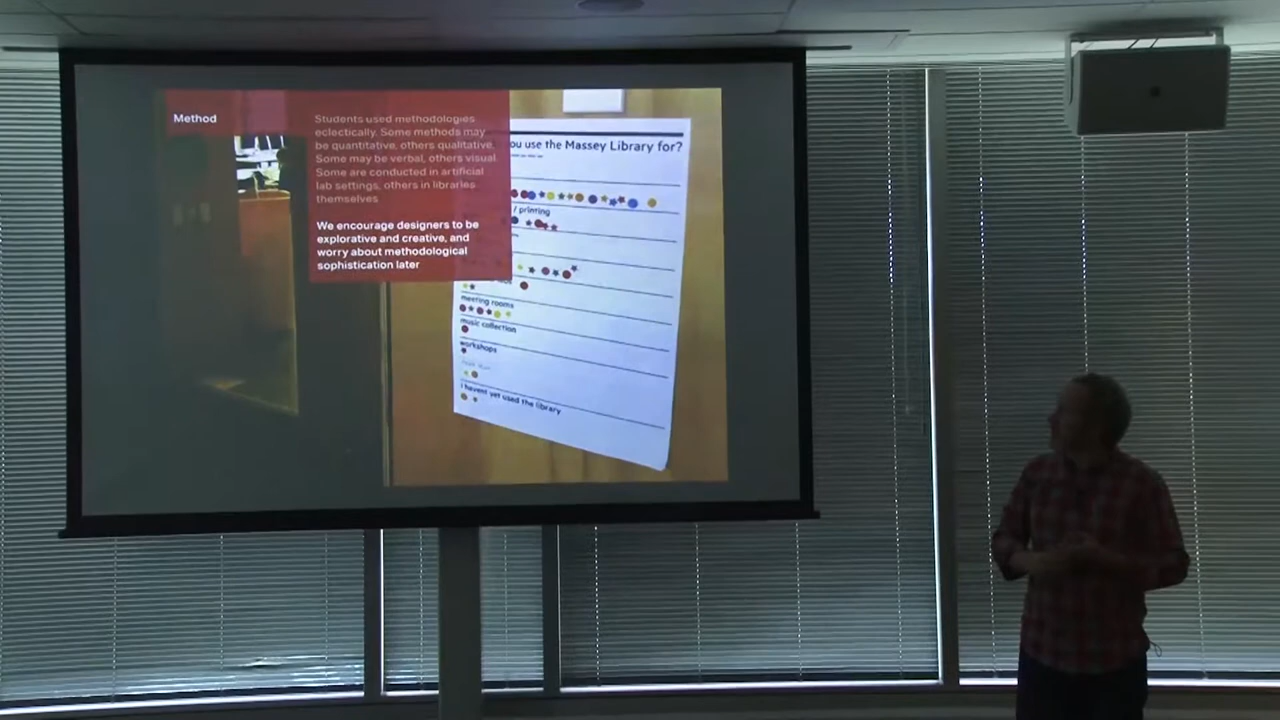 Method
Students used methodologies
eclectically. Some methods may
be quantitative, others qualitative.
Some may be verbal, others visual.
Some are conducted in artificial
lab settings, others in libraries
themselves
We encourage designers to be
explorative and creative, and
worry about methodological
sophistication later
ou use the Massey Library for?
/ printing
meeting rooms
music collection
workshops
i havent yet used the library